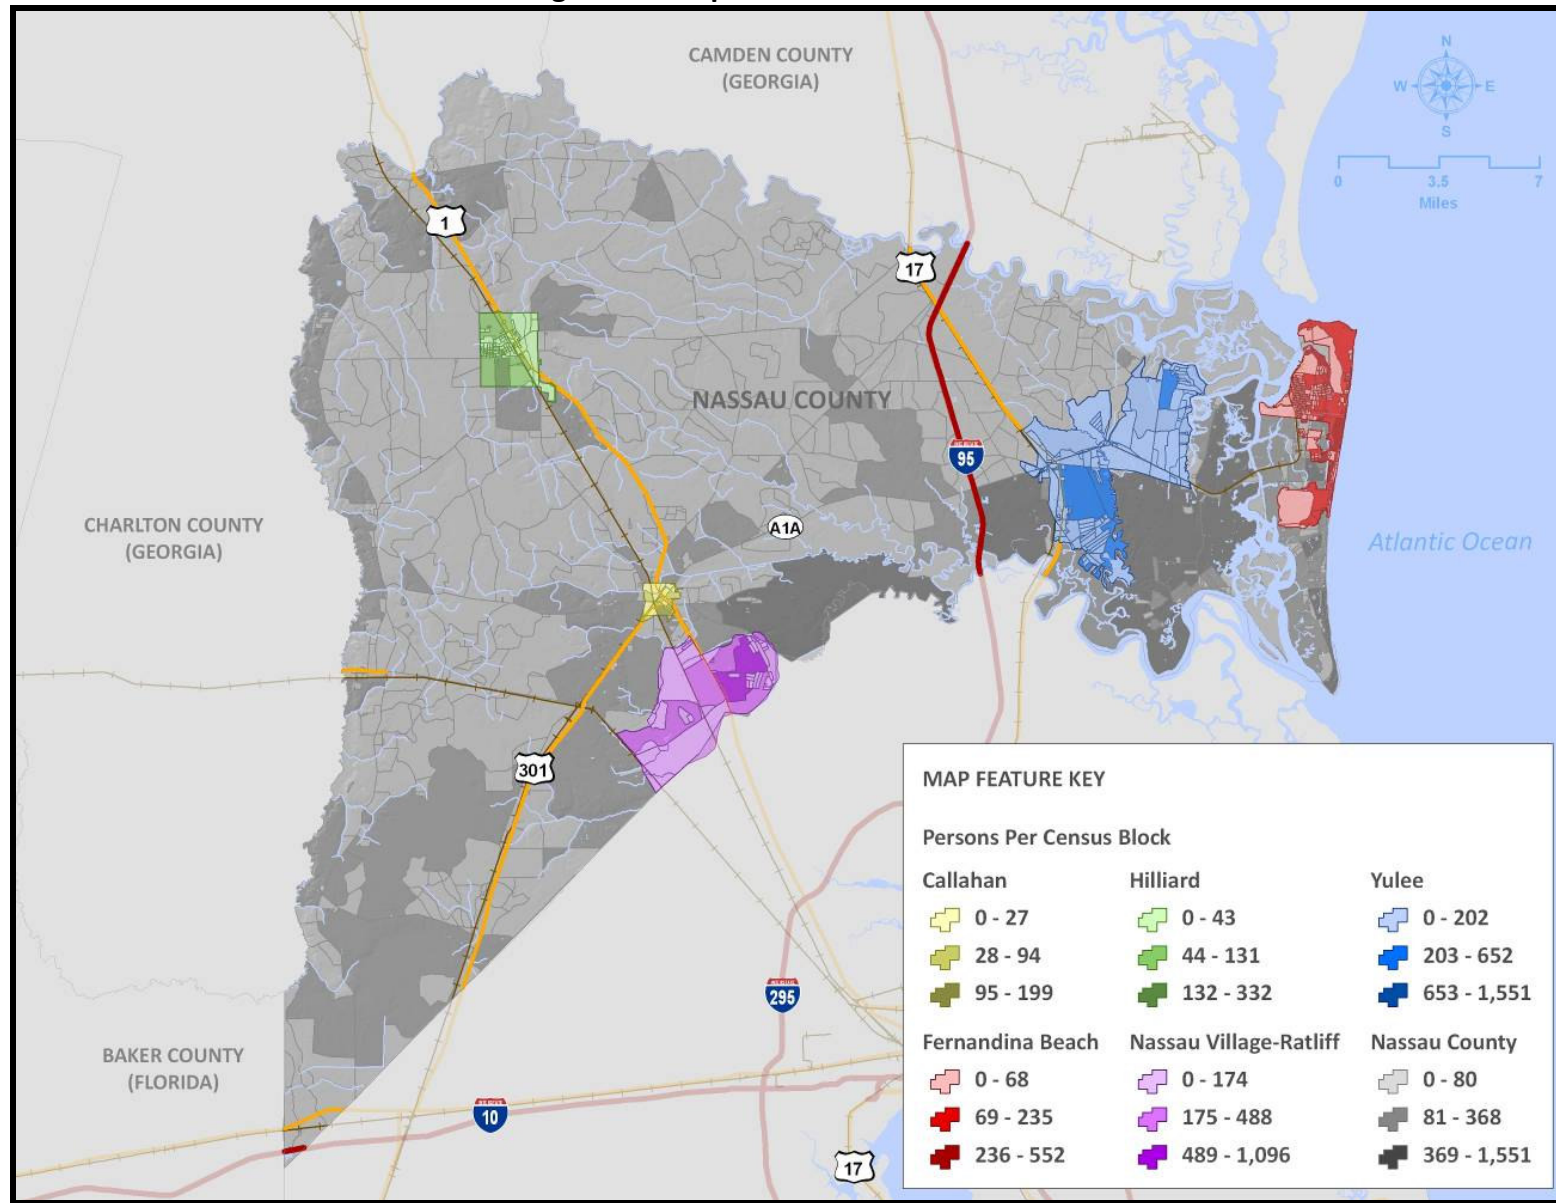 CAMDEN COUNTY
(GEORGIA)
N
W
E
S
0
3.5
7
Miles
1
17
NASSAU COUNTY
95
CHARLTON COUNTY
(GEORGIA)
A1A
Atlantic Ocean
301
295
BAKER COUNTY
(FLORIDA)
10
17
MAP FEATURE KEY
Persons Per Census Block
Callahan
0 - 27
28 - 94
95 - 199
Hilliard
0 - 43
44 - 131
132 - 332
Yulee
0 - 202
203 - 652
653 - 1,551
Fernandina Beach
0 - 68
69 - 235
236 - 552
Nassau Village-Ratliff
0 - 174
175 - 488
489 - 1,096
Nassau County
0 - 80
81 - 368
369 - 1,551